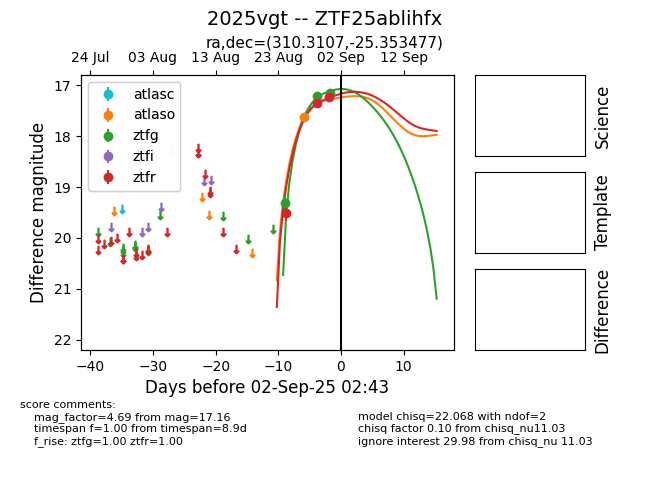 2025vgt -- ZTF25ablihfx
ra,dec=(310.3107,-25.353477)
24 Jul 03 Aug 13 Aug 23 Aug 02 Sep 12 Sep
17
18
19
20
21
22
Difference magnitude
atlasc
atlaso
ztfg
ztfi
ztfr
−40 −30 −20 −10 0 10
Days before 02-Sep-25 02:43
Science
Template
Difference
score comments:
mag_factor=4.69 from mag=17.16
timespan f=1.00 from timespan=8.9d
f_rise: ztfg=1.00 ztfr=1.00
model chisq=22.068 with ndof=2
chisq factor 0.10 from chisq_nu11.03
ignore interest 29.98 from chisq_nu 11.03